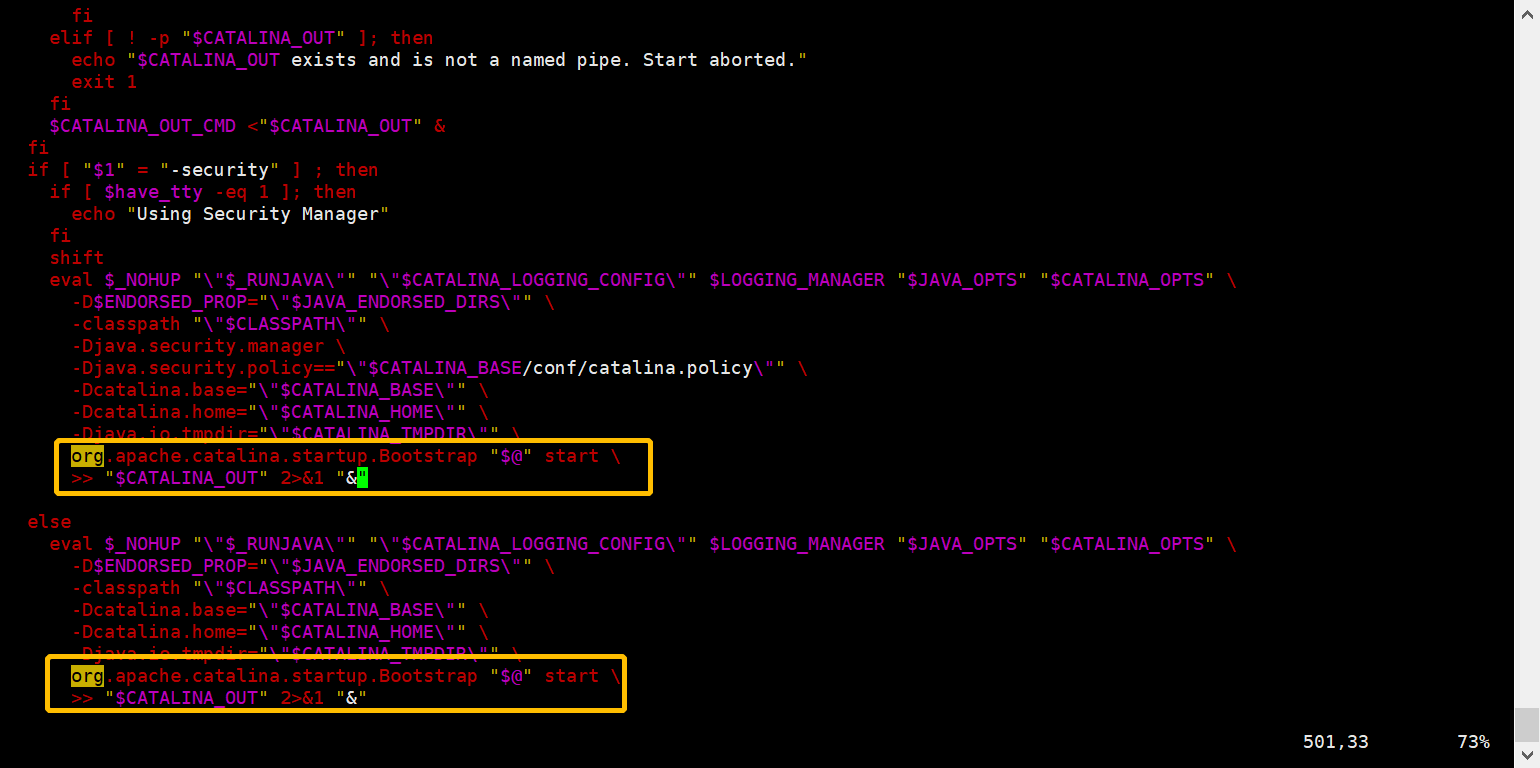 fi
elif [ ! -p "$CATALINA_OUT" ]; then
echo "$CATALINA_OUT exists and is not a named pipe. Start aborted."
exit 1
fi
$CATALINA_OUT_CMD <"$CATALINA_OUT" &
fi
if [ "$1" = "-security" ] ; then
if [ $have_tty -eq 1 ]; then
echo "Using Security Manager"
fi
shift
eval $_NOHUP "\"$_RUNJAVA\"" "\"$CATALINA_LOGGING_CONFIG\"" $LOGGING_MANAGER "$JAVA_OPTS" "$CATALINA_OPTS" \
-D$ENDORSED_PROP="\"$JAVA_ENDORSED_DIRS\"" \
-classpath "\"$CLASSPATH\"" \
-Djava.security.manager \
-Djava.security.policy=="\"$CATALINA_BASE/conf/catalina.policy\"" \
-Dcatalina.base="\"$CATALINA_BASE\"" \
-Dcatalina.home="\"$CATALINA_HOME\"" \
-Djava.io.tmpdir="\"$CATALINA_TMPDIR\"" \
org.apache.catalina.startup.Bootstrap "$@" start \
>> "$CATALINA_OUT" 2>&1 "&"
else
eval $_NOHUP "\"$_RUNJAVA\"" "\"$CATALINA_LOGGING_CONFIG\"" $LOGGING_MANAGER "$JAVA_OPTS" "$CATALINA_OPTS" \
-D$ENDORSED_PROP="\"$JAVA_ENDORSED_DIRS\"" \
-classpath "\"$CLASSPATH\"" \
-Dcatalina.base="\"$CATALINA_BASE\"" \
-Dcatalina.home="\"$CATALINA_HOME\"" \
-Djava.io.tmpdir="\"$CATALINA_TMPDIR\"" \
org.apache.catalina.startup.Bootstrap "$@" start \
>> "$CATALINA_OUT" 2>&1 "&"
501,33 73%